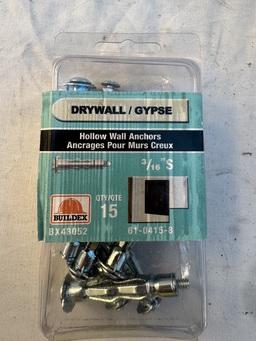 DRYWALL / GYPSE
Hollow Wall Anchors
Ancrages Pour Murs Creux
3/16"S
QTY/QTE
15
BUILDEX
BX43052
61-0415-8